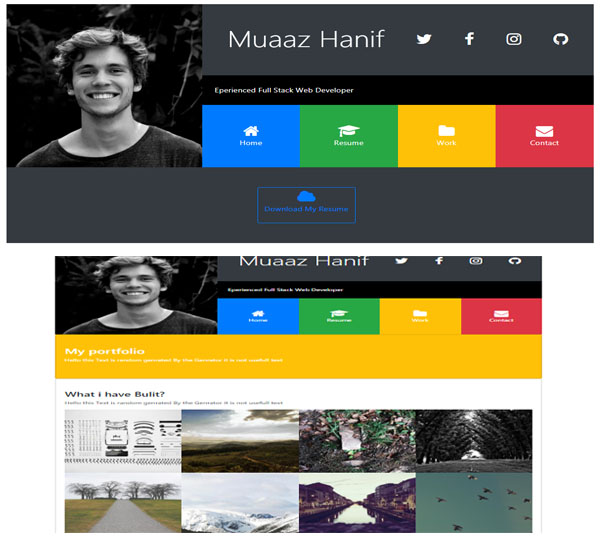 Muaaz Hanif
Eperienced Full Stack Web Developer
Home Resume Work Contact
Download My Resume
Muaaz Hanif
Eperienced Full Stack Web Developer
Home Resume Work Contact
My portfolio
Hello this Text is random genrated By the Genrator it is not usefull text
What i have Bulit?
Hello this Text is random genrated By the Genrator it is not usefull text